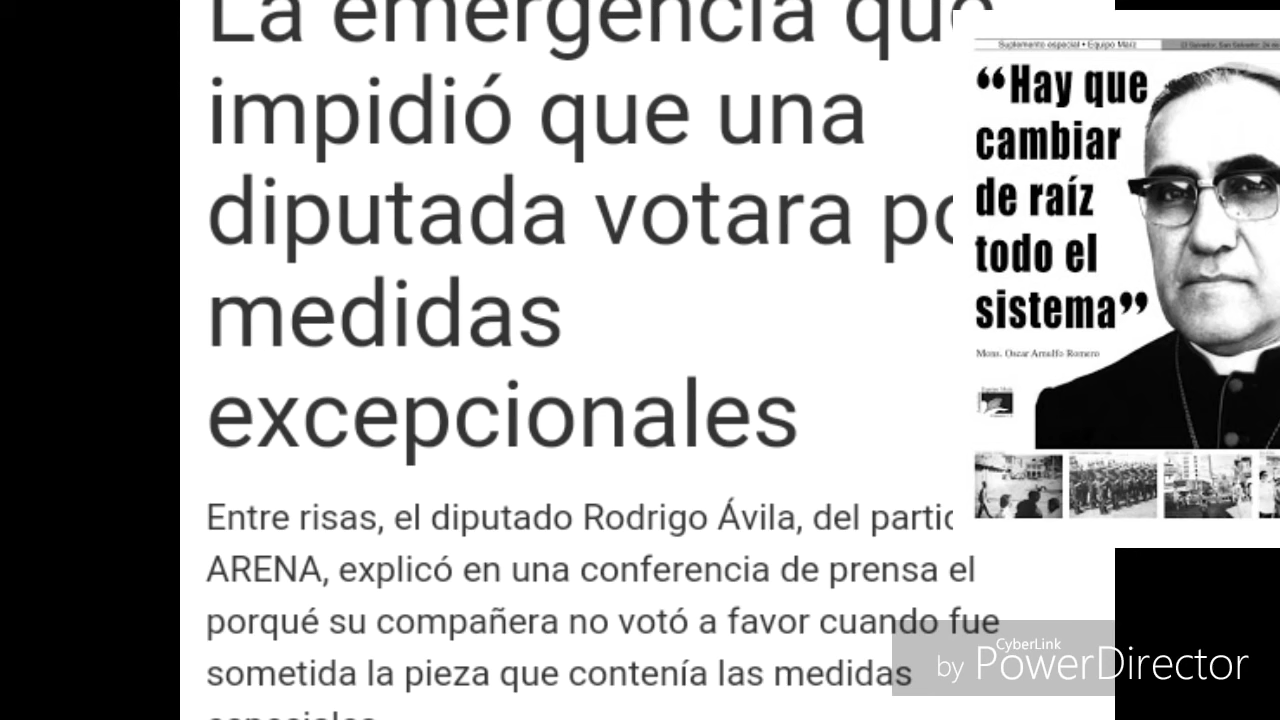 La emergencia que
impidió que una
diputada votara po
medidas
excepcionales
Entre risas, el diputado Rodrigo Ávila, del partid
ARENA, explicó en una conferencia de prensa el
porqué su compañera no votó a favor cuando fue
sometida la pieza que contenía las medidas
especiales
Suplemento especial • Equipo Maíz
“Hay que
cambiar
de raíz
todo el
sistema”
Mons. Oscar Arnulfo Romero
CyberLink
by PowerDirector